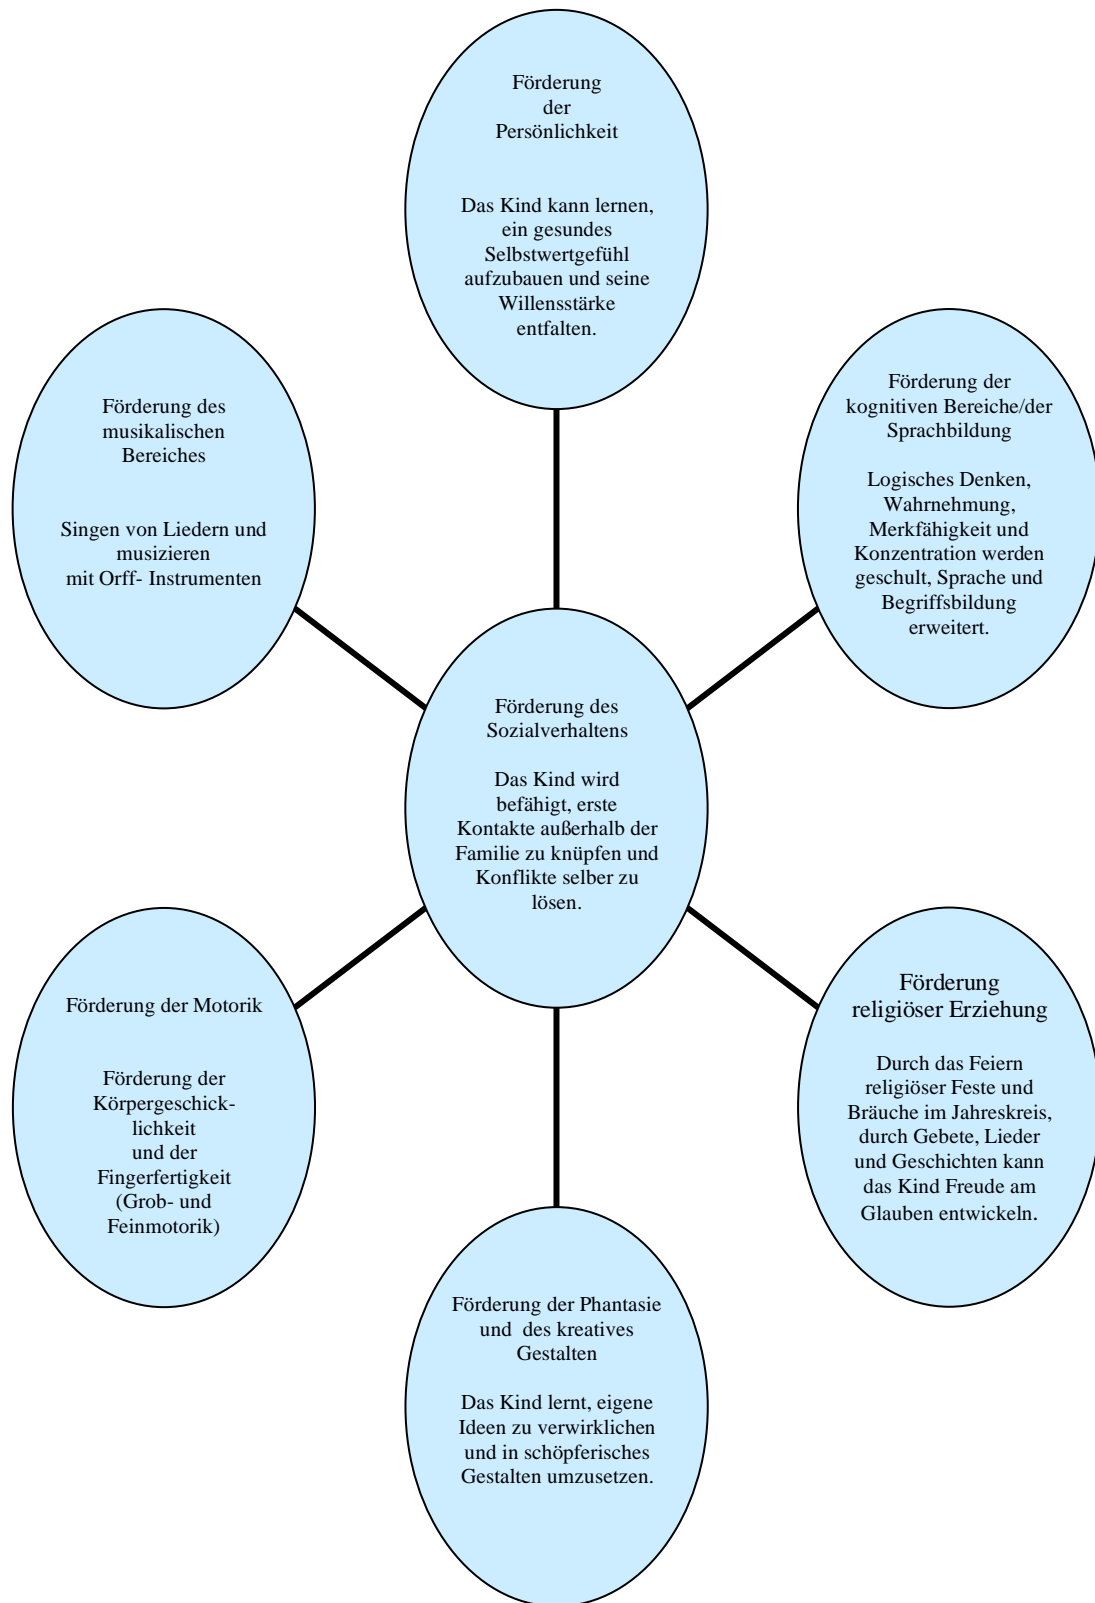 Förderung
der
Persönlichkeit
Das Kind kann lernen,
ein gesundes
Selbstwertgefühl
aufzubauen und seine
Willensstärke
entfalten.
Förderung des
musikalischen
Bereiches
Singen von Liedern und
musizieren
mit Orff- Instrumenten
Förderung der
kognitiven Bereiche/der
Sprachbildung
Logisches Denken,
Wahrnehmung,
Merkfähigkeit und
Konzentration werden
geschult, Sprache und
Begriffsbildung
erweitert.
Förderung des
Sozialverhaltens
Das Kind wird
befähigt, erste
Kontakte außerhalb der
Familie zu knüpfen und
Konflikte selber zu
lösen.
Förderung der Motorik
Förderung der
Körpergeschick-
lichkeit
und der
Fingerfertigkeit
(Grob- und
Feinmotorik)
Förderung
religiöser Erziehung
Durch das Feiern
religiöser Feste und
Bräuche im Jahreskreis,
durch Gebete, Lieder
und Geschichten kann
das Kind Freude am
Glauben entwickeln.
Förderung der Phantasie
und  des kreatives
Gestalten
Das Kind lernt, eigene
Ideen zu verwirklichen
und in schöpferisches
Gestalten umzusetzen.